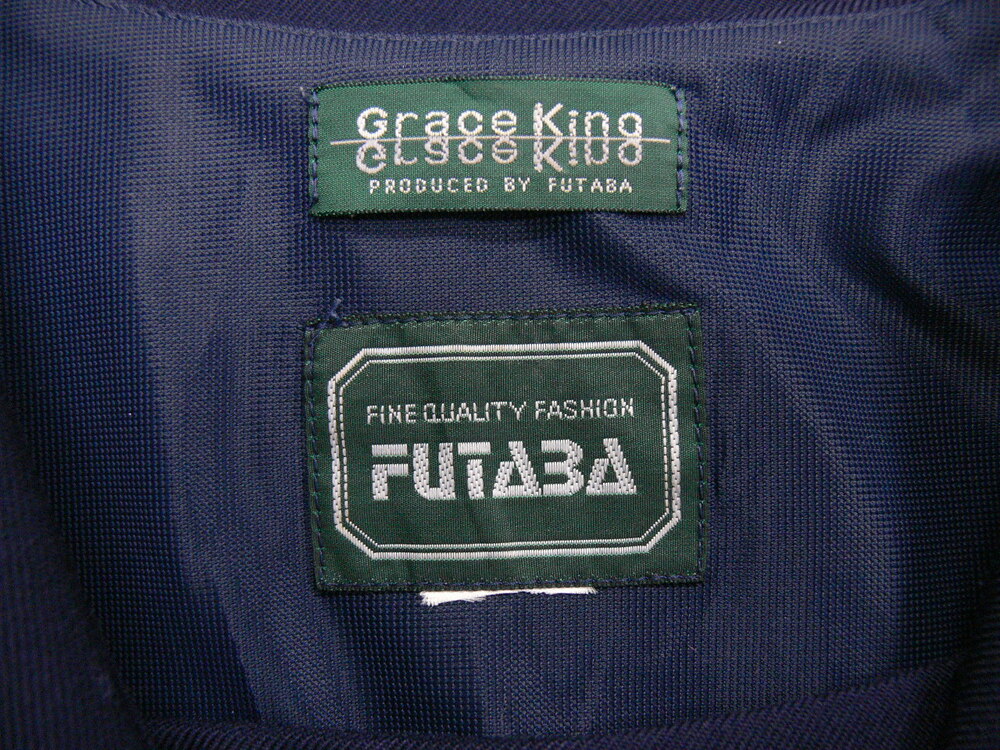 Grace King
PRODUCED BY FUTABA
FINE QUALITY FASHION
FUTABA